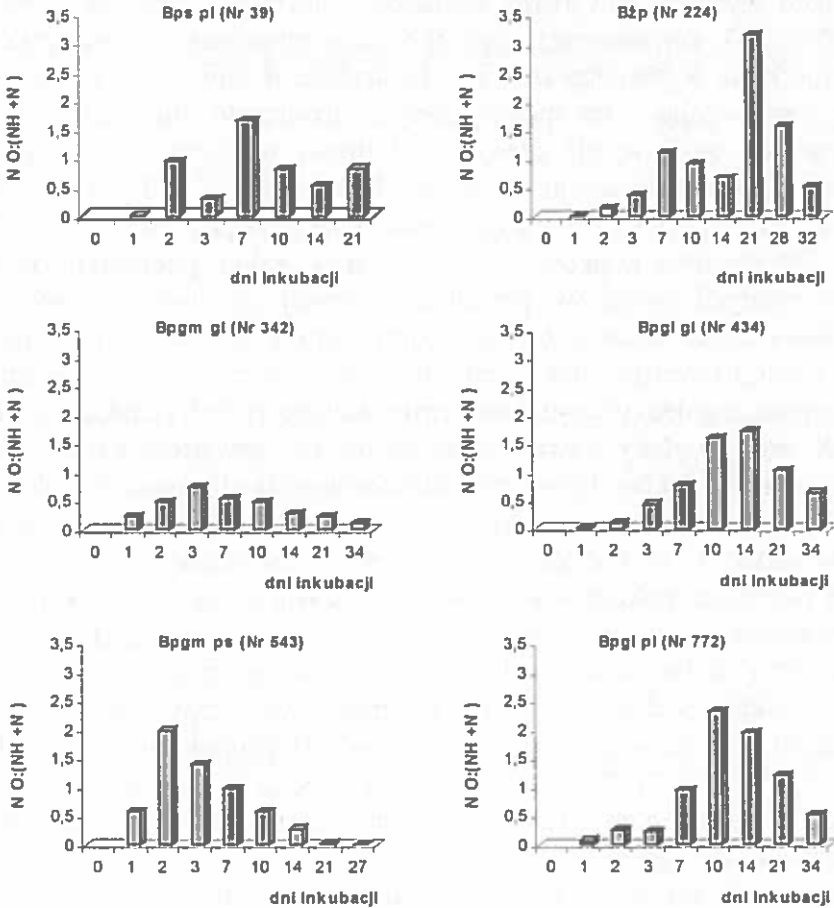 Bps pl (Nr 39)
N O:(NH +N )
3,5
3
2,5
2
1,5
1
0,5
0
0 1 2 3 7 10 14 21
dni inkubacji
Bżp (Nr 224)
N O:(NH +N )
3,5
3
2,5
2
1,5
1
0,5
0
0 1 2 3 7 10 14 21 28 32
dni inkubacji
Bpgm gl (Nr 342)
N O:(NH +N )
3,5
3
2,5
2
1,5
1
0,5
0
0 1 2 3 7 10 14 21 34
dni inkubacji
Bpgl gl (Nr 434)
N O:(NH +N )
3,5
3
2,5
2
1,5
1
0,5
0
0 1 2 3 7 10 14 21 34
dni inkubacji
Bpgm ps (Nr 543)
N O:(NH +N )
3,5
3
2,5
2
1,5
1
0,5
0
0 1 2 3 7 10 14 21 27
dni inkubacji
Bpgl pl (Nr 772)
N O:(NH +N )
3,5
3
2,5
2
1,5
1
0,5
0
0 1 2 3 7 10 14 21 34
dni inkubacji